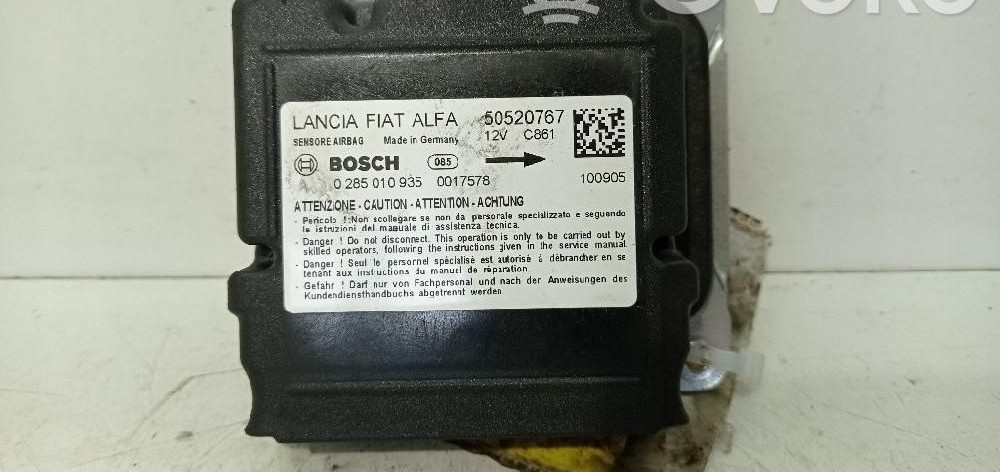 LANCIA FIAT ALFA 50520767
SENSORE AIRBAG Made in Germany 12V C861
BOSCH 085
0 285 010 935 0017578 100905
ATTENZIONE - CAUTION - ATTENTION - ACHTUNG
- Pericolo ! Non scollegare se non da personale specializzato e seguendo
le istruzioni del manuale di assistenza tecnica.
- Danger ! Do not disconnect. This operation is only to be carried out by
skilled operators, following the instructions given in the service manual.
- Danger ! Seul le personnel spécialisé est autorisé à débrancher en se
tenant aux instructions du manuel de réparation.
- Gefahr ! Darf nur von Fachpersonal und nach der Anweisungen des
Kundendiensthandbuchs abgetrennt werden.